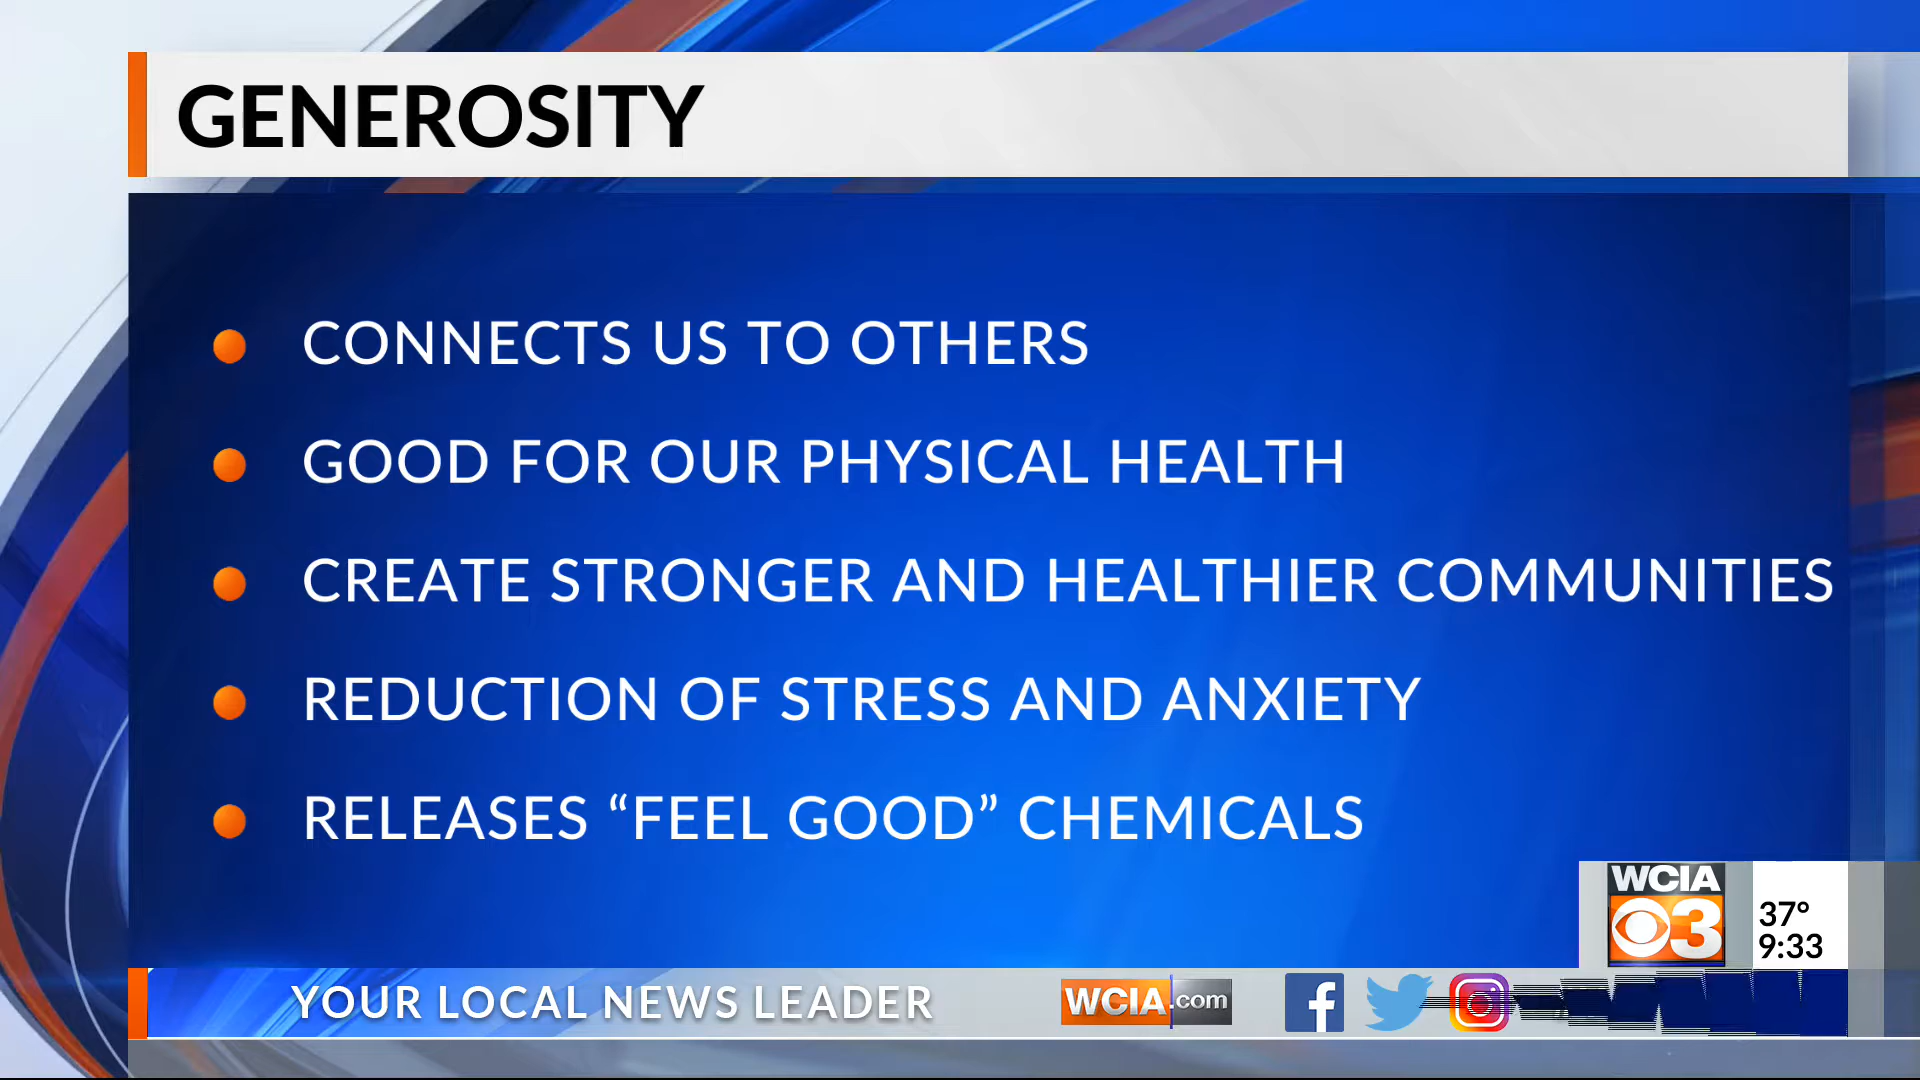 GENEROSITY
CONNECTS US TO OTHERS
GOOD FOR OUR PHYSICAL HEALTH
CREATE STRONGER AND HEALTHIER COMMUNITIES
REDUCTION OF STRESS AND ANXIETY
RELEASES “FEEL GOOD” CHEMICALS
WCIA
3
37°
9:33
YOUR LOCAL NEWS LEADER
WCIA.com